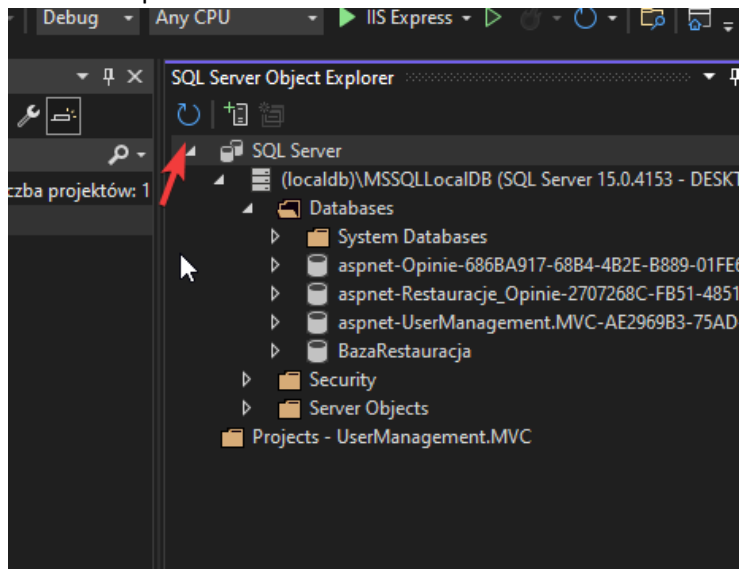 Debug Any CPU IIS Express
SQL Server Object Explorer
czba projektów: 1
SQL Server
(localdb)\MSSQLLocalDB (SQL Server 15.0.4153 - DESKT
Databases
System Databases
aspnet-Opinie-686BA917-68B4-4B2E-B889-01FE6
aspnet-Restauracje_Opinie-2707268C-FB51-4851
aspnet-UserManagement.MVC-AE2969B3-75AD
BazaRestauracja
Security
Server Objects
Projects - UserManagement.MVC